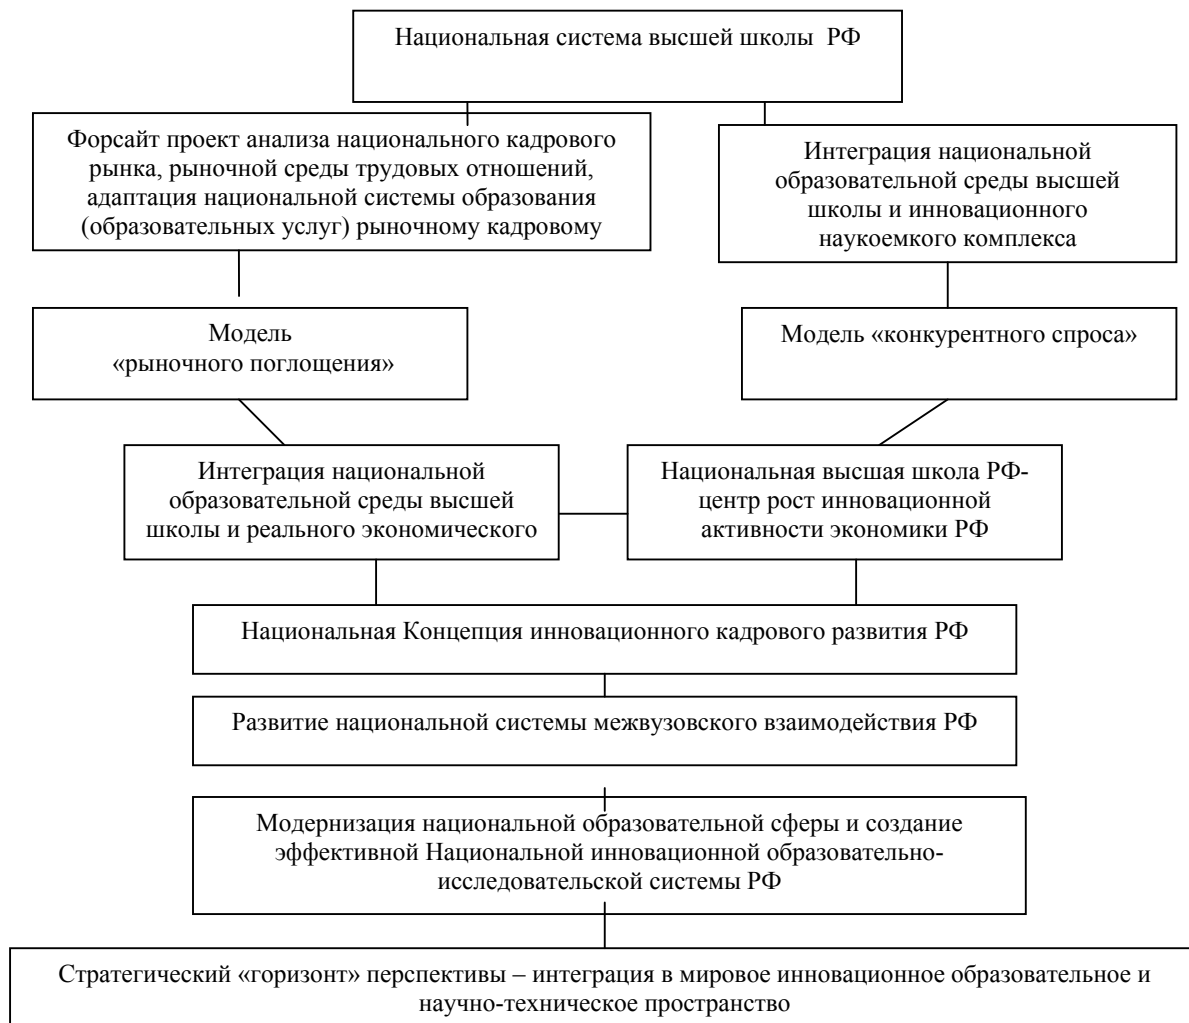 Национальная система высшей школы РФ
Форсайт проект анализа национального кадрового
рынка, рыночной среды трудовых отношений,
адаптация национальной системы образования
(образовательных услуг) рыночному кадровому
Интеграция национальной
образовательной среды высшей
школы и инновационного
наукоемкого комплекса
Модель
«рыночного поглощения»
Модель «конкурентного спроса»
Интеграция национальной
образовательной среды высшей
школы и реального экономического
Национальная высшая школа РФ-
центр рост инновационной
активности экономики РФ
Национальная Концепция инновационного кадрового развития РФ
Развитие национальной системы межвузовского взаимодействия РФ
Модернизация национальной образовательной сферы и создание
эффективной Национальной инновационной образовательно-
исследовательской системы РФ
Стратегический «горизонт» перспективы – интеграция в мировое инновационное образовательное и
научно-техническое пространство